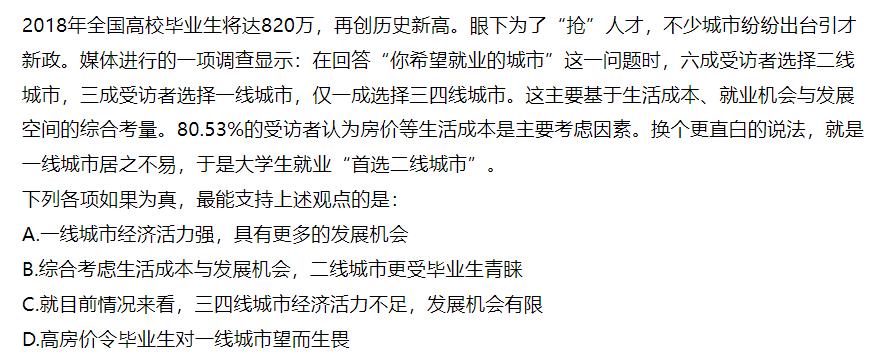 2018年全国高校毕业生将达820万，再创历史新高。眼下为了“抢”人才，不少城市纷纷出台引才
新政。媒体进行的一项调查显示：在回答“你希望就业的城市”这一问题时，六成受访者选择二线
城市，三成受访者选择一线城市，仅一成选择三四线城市。这主要基于生活成本、就业机会与发展
空间的综合考量。80.53%的受访者认为房价等生活成本是主要考虑因素。换个更直白的说法，就是
一线城市居之不易，于是大学生就业“首选二线城市”。
下列各项如果为真，最能支持上述观点的是：
A.一线城市经济活力强，具有更多的发展机会
B.综合考虑生活成本与发展机会，二线城市更受毕业生青睐
C.就目前情况来看，三四线城市经济活力不足，发展机会有限
D.高房价令毕业生对一线城市望而生畏